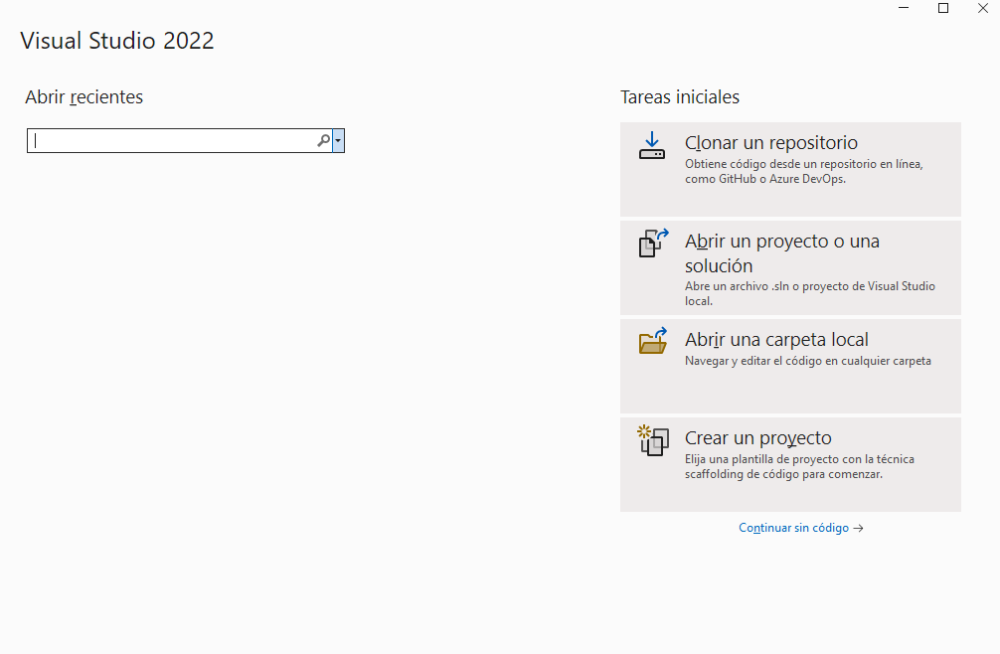 Visual Studio 2022
Abrir recientes
Tareas iniciales
Clonar un repositorio
Obtiene código desde un repositorio en línea,
como GitHub o Azure DevOps.
Abrir un proyecto o una
solución
Abre un archivo .sln o proyecto de Visual Studio
local.
Abrir una carpeta local
Navegar y editar el código en cualquier carpeta
Crear un proyecto
Elija una plantilla de proyecto con la técnica
scaffolding de código para comenzar.
Continuar sin código →